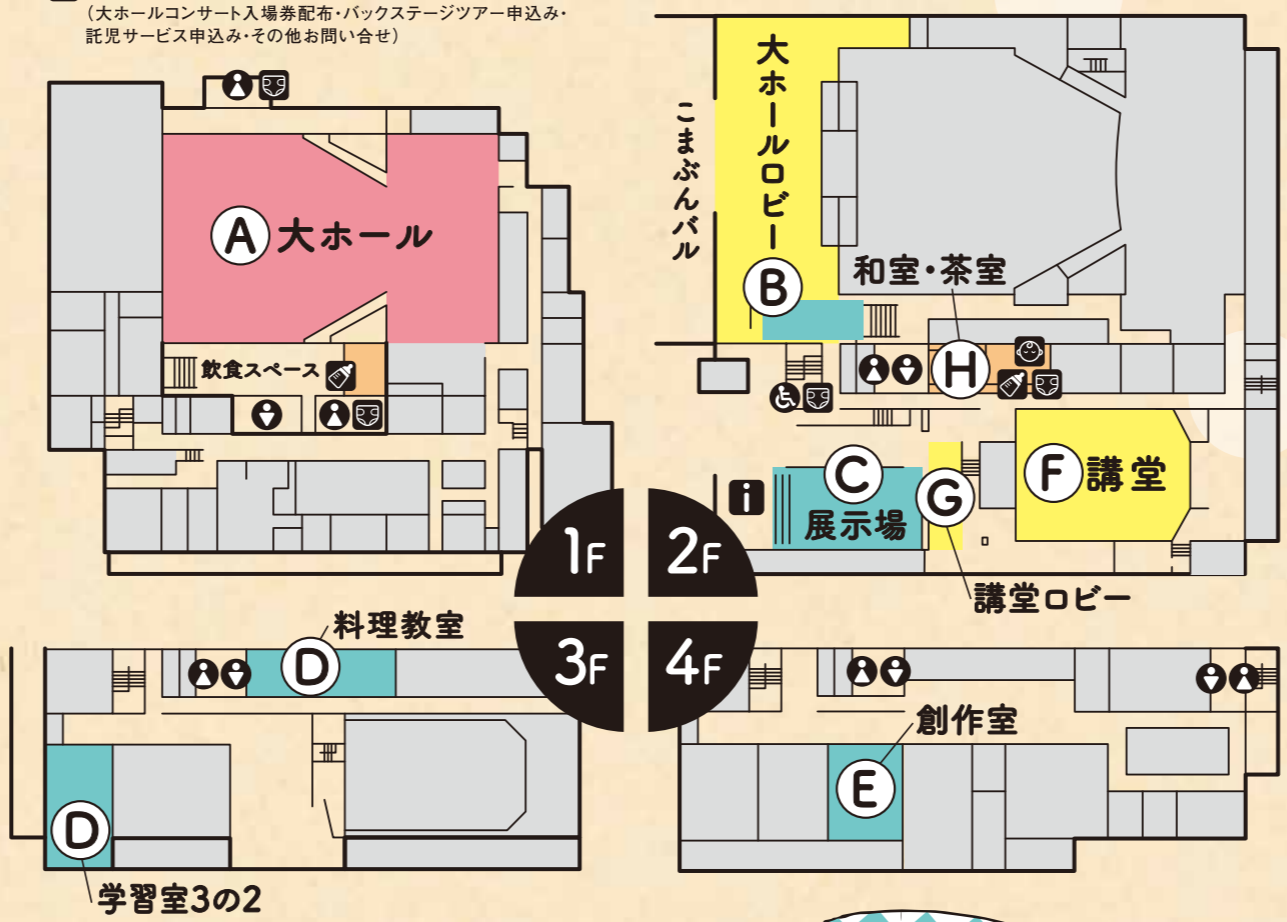 (大ホールコンサート入場券配布・バックステージツアー申込み・
託児サービス申込み・その他お問い合せ)
A 大ホール
飲食スペース
1F
大ホールロビー
こまぶんバル
B
和室・茶室
H
F 講堂
C
展示場
G
i
講堂ロビー
2F
料理教室
D
D
学習室3の2
3F
4F
創作室
E